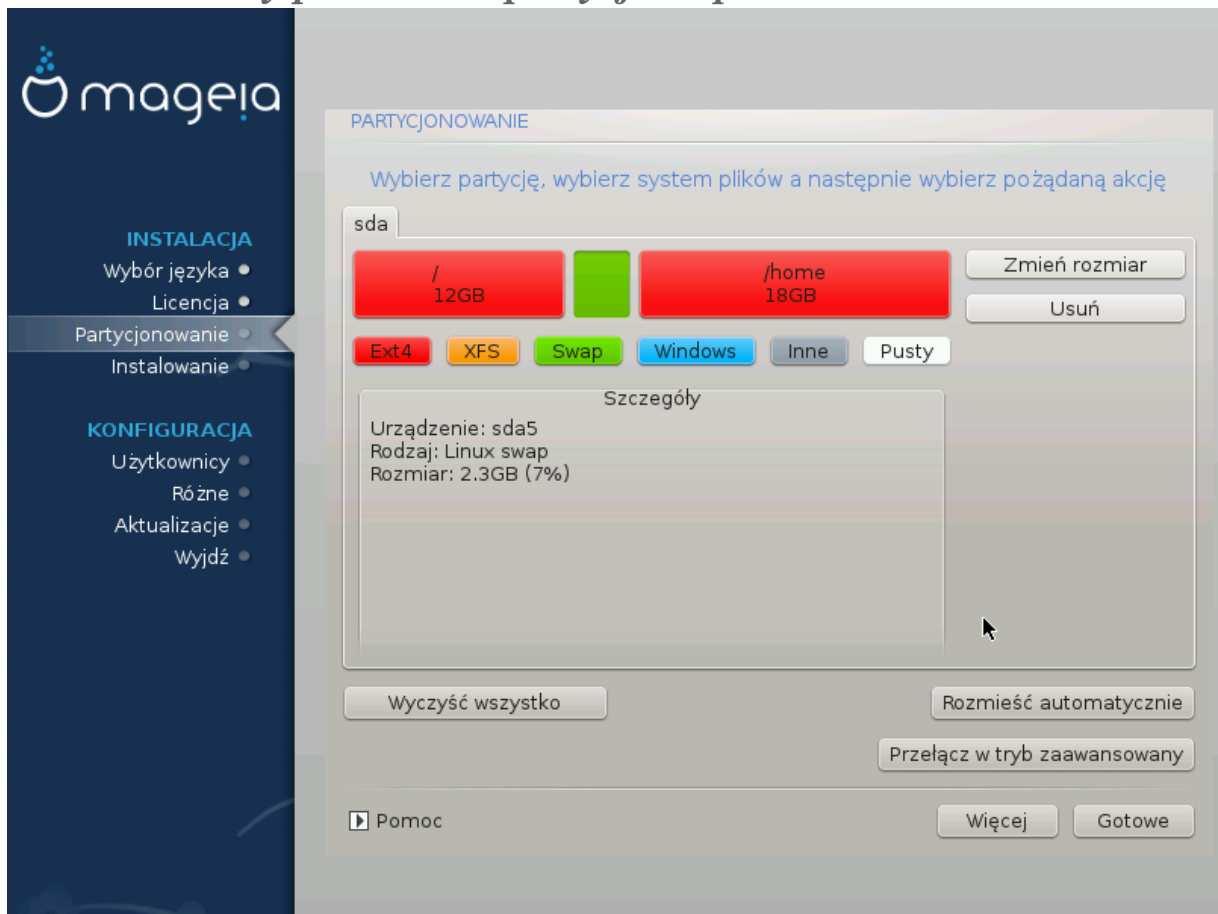 mageia
INSTALACJA
Wybór języka
Licencja
Partycjonowanie
Instalowanie
KONFIGURACJA
Użytkownicy
Różne
Aktualizacje
Wyjdź
PARTYCJONOWANIE
Wybierz partycję, wybierz system plików a następnie wybierz pożądaną akcję
sda
/
12GB
/home
18GB
Zmień rozmiar
Usuń
Ext4 XFS Swap Windows Inne Pusty
Szczegóły
Urządzenie: sda5
Rodzaj: Linux swap
Rozmiar: 2.3GB (7%)
Wyczyść wszystko
Rozmieść automatycznie
Przełącz w tryb zaawansowany
Pomoc
Więcej
Gotowe